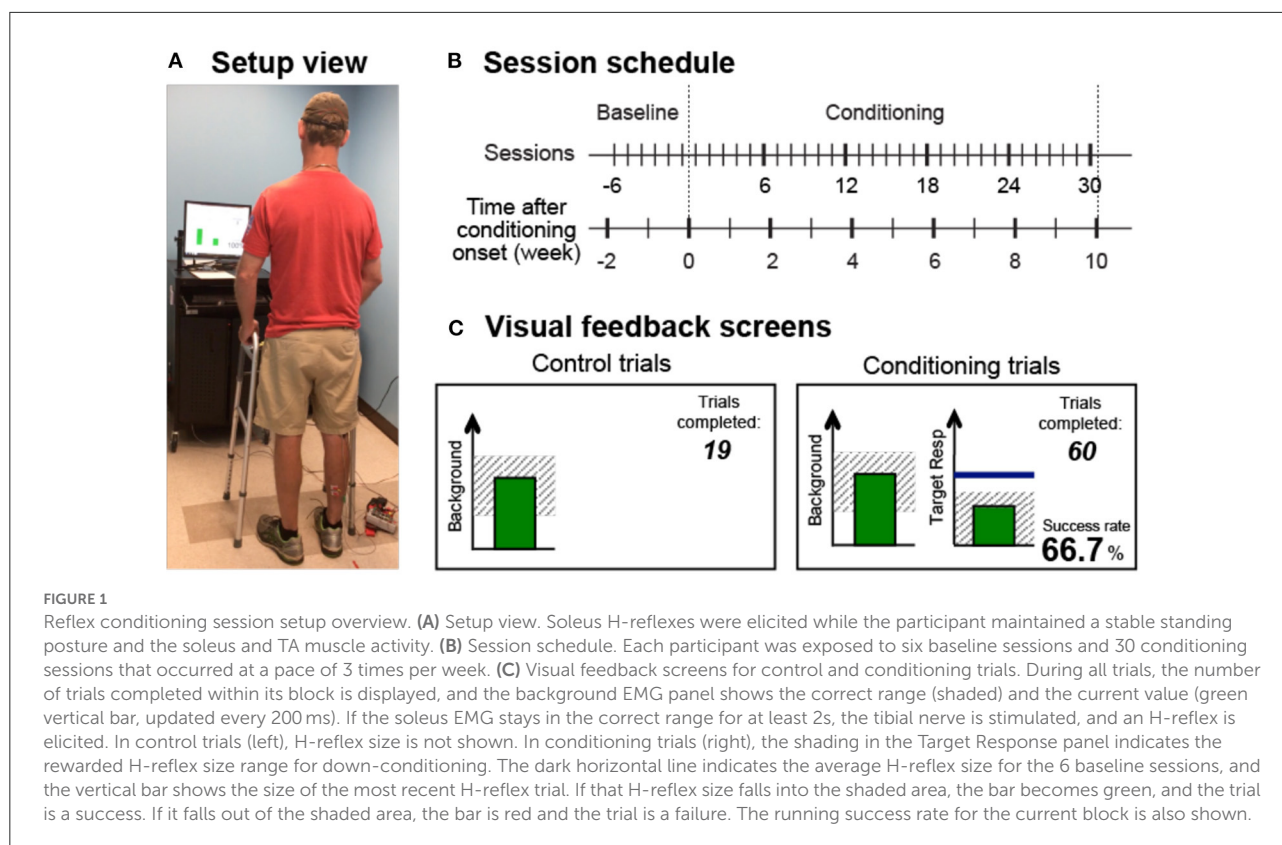 A Setup view
100%
B Session schedule
Baseline Conditioning
Sessions
-6 6 12 18 24 30
Time after
conditioning
onset (week)
-2 0 2 4 6 8 10
C Visual feedback screens
Control trials
Background
Trials
completed:
19
Conditioning trials
Background
Target Resp
Trials
completed:
60
Success rate
66.7 %
FIGURE 1
Reflex conditioning session setup overview. (A) Setup view. Soleus H-reflexes were elicited while the participant maintained a stable standing
posture and the soleus and TA muscle activity. (B) Session schedule. Each participant was exposed to six baseline sessions and 30 conditioning
sessions that occurred at a pace of 3 times per week. (C) Visual feedback screens for control and conditioning trials. During all trials, the number
of trials completed within its block is displayed, and the background EMG panel shows the correct range (shaded) and the current value (green
vertical bar, updated every 200 ms). If the soleus EMG stays in the correct range for at least 2s, the tibial nerve is stimulated, and an H-reflex is
elicited. In control trials (left), H-reflex size is not shown. In conditioning trials (right), the shading in the Target Response panel indicates the
rewarded H-reflex size range for down-conditioning. The dark horizontal line indicates the average H-reflex size for the 6 baseline sessions, and
the vertical bar shows the size of the most recent H-reflex trial. If that H-reflex size falls into the shaded area, the bar becomes green, and the trial
is a success. If it falls out of the shaded area, the bar is red and the trial is a failure. The running success rate for the current block is also shown.